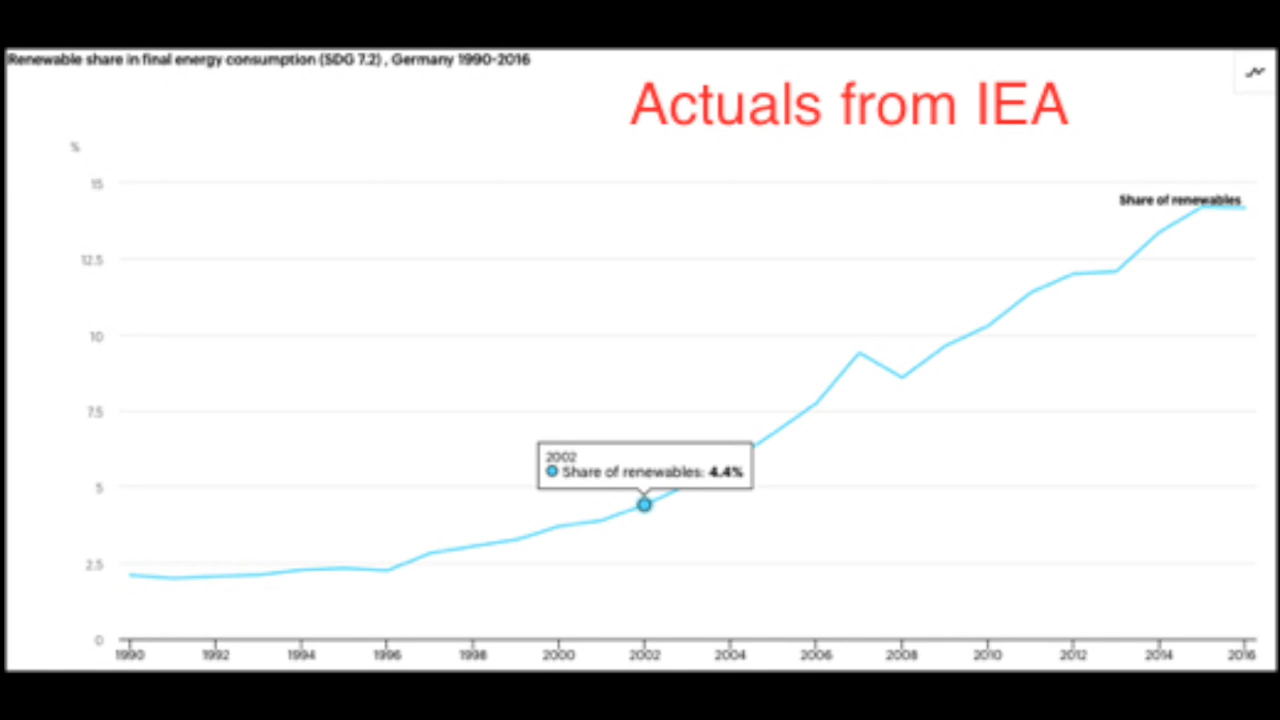 Renewable share in final energy consumption (SDG 7.2) , Germany 1990-2016
Actuals from IEA
%
15
Share of renewables
12.5
10
7.5
2002
Share of renewables: 4.4%
5
2.5
0
1990 1992 1994 1996 1998 2000 2002 2004 2006 2008 2010 2012 2014 2016